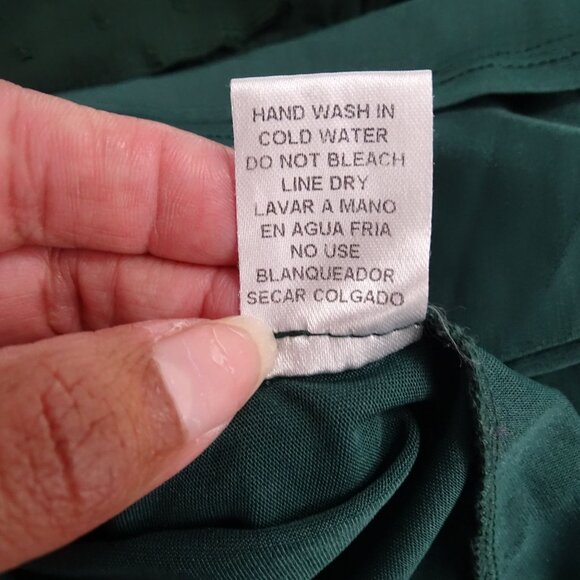 HAND WASH IN
COLD WATER
DO NOT BLEACH
LINE DRY
LAVAR A MANO
EN AGUA FRIA
NO USE
BLANQUEADOR
SECAR COLGADO